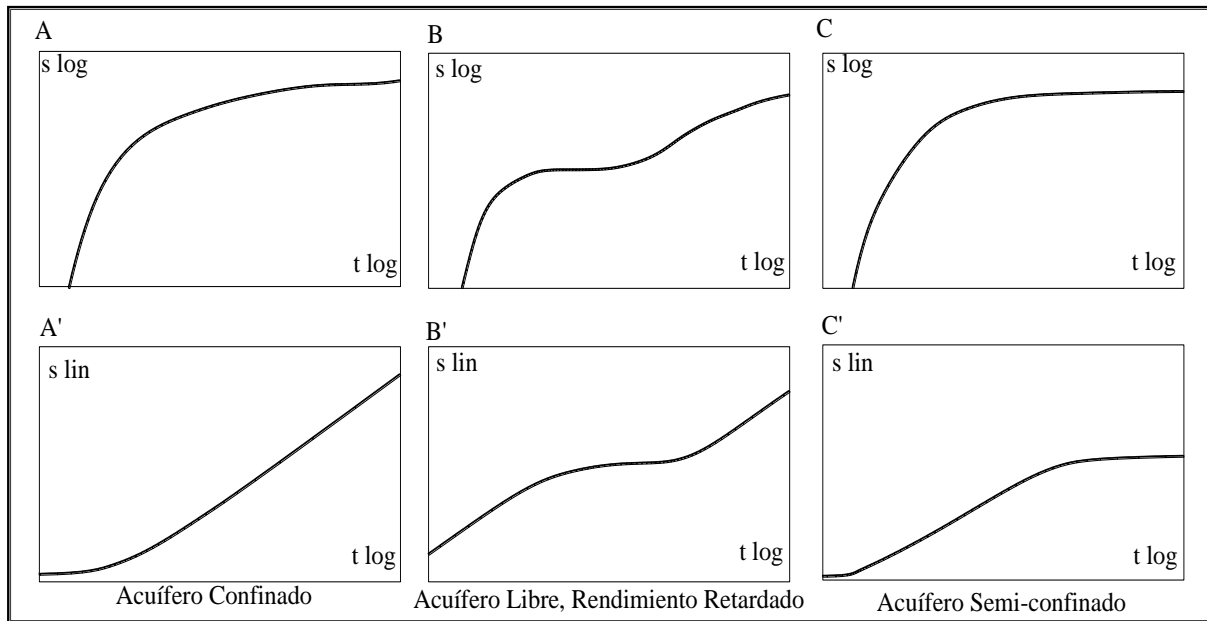 A
s log
t log
B
s log
t log
C
s log
t log
A'
s lin
t log
Acuífero Confinado
B'
s lin
t log
Acuífero Libre, Rendimiento Retardado
C'
s lin
t log
Acuífero Semi-confinado